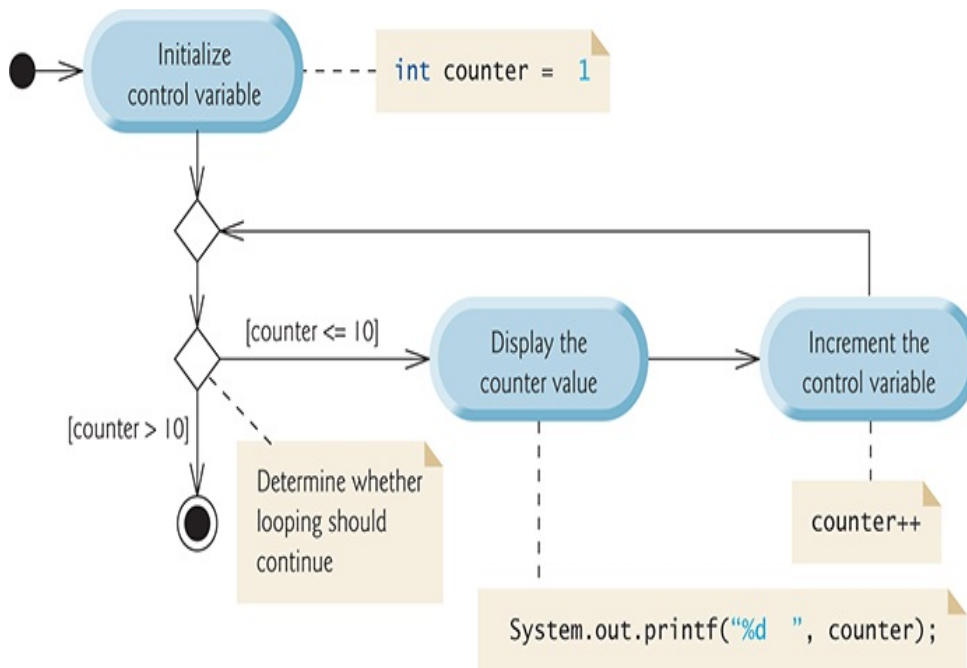 Initialize
control variable
int counter =  1
[counter <= 10]
Display the
counter value
Increment the
control variable
[counter > 10]
Determine whether
looping should
continue
counter++
System.out.printf(“%d  ”, counter);